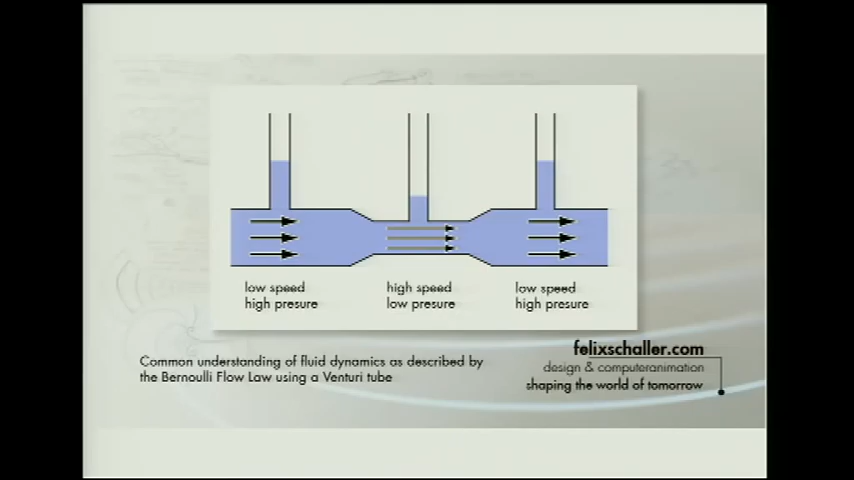 low speed
high presure
high speed
low presure
low speed
high presure
Common understanding of fluid dynamics as described by
the Bernoulli Flow Law using a Venturi tube
felixschaller.com
design & computeranimation
shaping the world of tomorrow